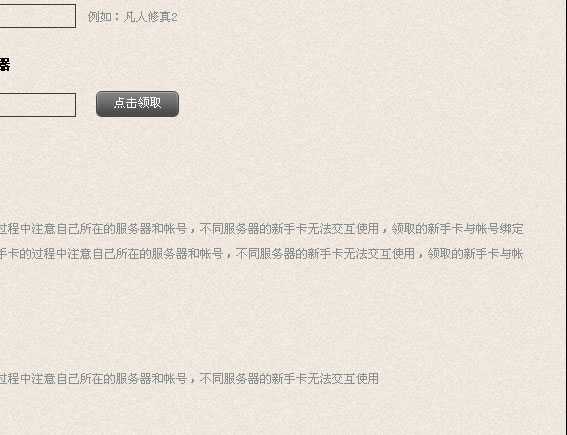 例如：凡人修真2
器
点击领取
过程中注意自己所在的服务器和帐号，不同服务器的新手卡无法交互使用，领取的新手卡与帐号绑定
手卡的过程中注意自己所在的服务器和帐号，不同服务器的新手卡无法交互使用，领取的新手卡与帐
过程中注意自己所在的服务器和帐号，不同服务器的新手卡无法交互使用